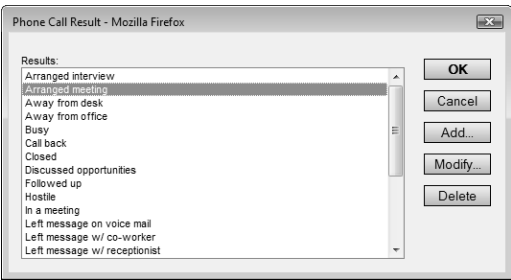 Phone Call Result - Mozilla Firefox
Results:
Arranged interview
Arranged meeting
Away from desk
Away from office
Busy
Call back
Closed
Discussed opportunities
Followed up
Hostile
In a meeting
Left message on voice mail
Left message w/ co-worker
Left message w/ receptionist
OK
Cancel
Add...
Modify...
Delete